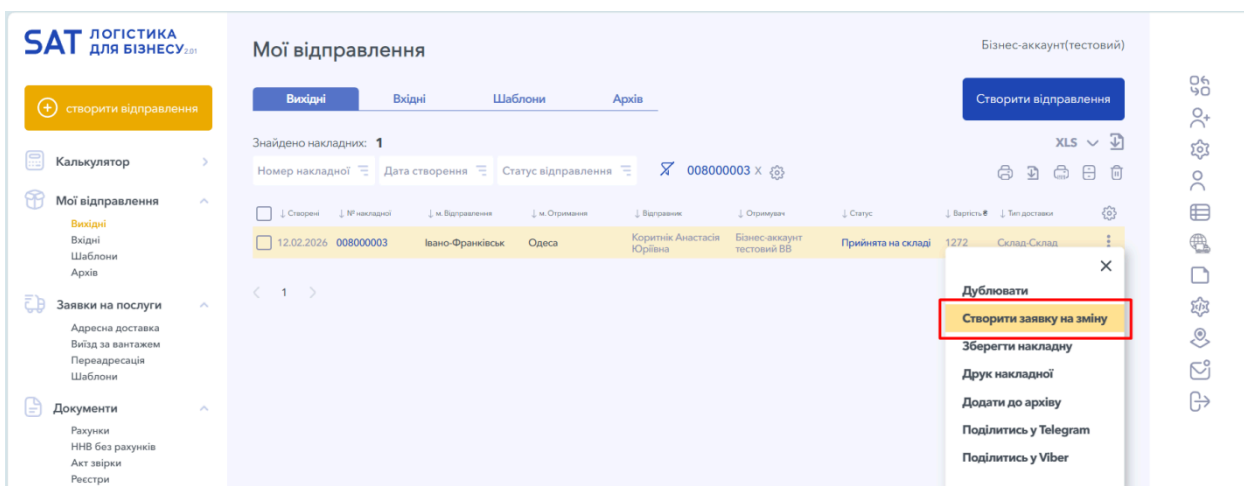 SAT ЛОГІСТИКА
ДЛЯ БІЗНЕСУ 2.01
Мої відправлення
Бізнес-аккаунт(тестовий)
+ створити відправлення
Вихідні Вхідні Шаблони Архів
Створити відправлення
Знайдено накладних: 1
XLS
Номер накладної Дата створення Статус відправлення 008000003 X
Калькулятор
Мої відправлення
Вихідні
Вхідні
Шаблони
Архів
↓ Створені ↓ № накладної ↓ м. Відправлення ↓ м. Отримання ↓ Відправник ↓ Отримувач ↓ Статус ↓ Вартість ₴ ↓ Тип доставки
12.02.2026 008000003 Івано-Франківськ Одеса Коритнік Анастасія Бізнес-аккаунт Прийнята на складі 1272 Склад-Склад
Юріївна тестовий ВВ
< 1 >
Заявки на послуги
Адресна доставка
Виїзд за вантажем
Переадресація
Шаблони
Документи
Рахунки
ННВ без рахунків
Акт звірки
Реєстри
×
Дублювати
Створити заявку на зміну
Зберегти накладну
Друк накладної
Додати до архіву
Поділитись у Telegram
Поділитись у Viber